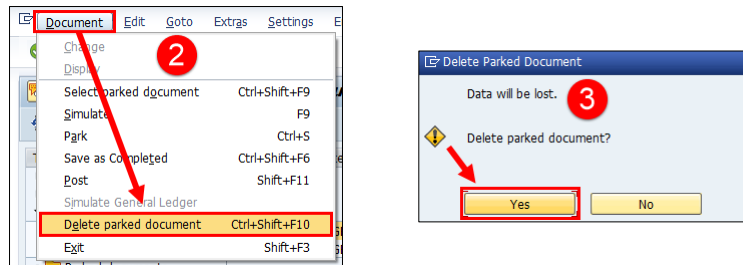 Document Edit Goto Extras Settings
2
Change
Display
Select parked document Ctrl+Shift+F9
Simulate F9
Park Ctrl+S
Save as Completed Ctrl+Shift+F6
Post Shift+F11
Simulate General Ledger
Delete parked document Ctrl+Shift+F10
Exit Shift+F3
Delete Parked Document
Data will be lost.
3
Delete parked document?
Yes No